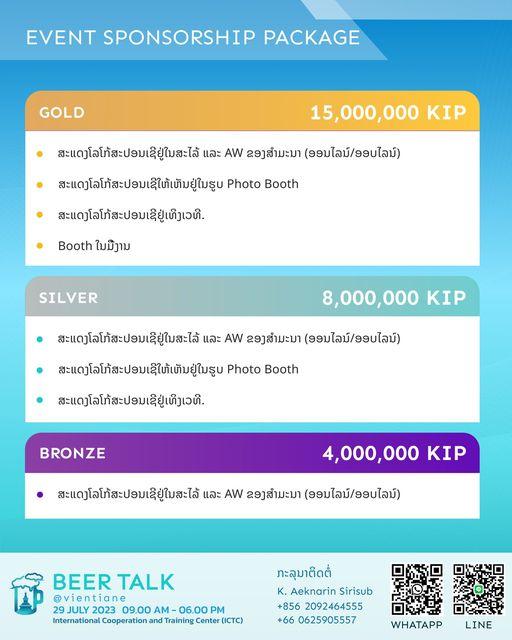 EVENT SPONSORSHIP PACKAGE
GOLD 15,000,000 KIP
ສະແດງໂລໂກ້ສະປອນເຊີຢູ່ໃນສະໄລ້ ແລະ AW ຂອງສຳມະນາ (ອອນໄລນ໌/ອອບໄລນ໌)
ສະແດງໂລໂກ້ສະປອນເຊີໃຫ້ເຫັນຢູ່ໃນຮູບ Photo Booth
ສະແດງໂລໂກ້ສະປອນເຊີຢູ່ເທິງເວທີ.
Booth ໃນມື້ງານ
SILVER 8,000,000 KIP
ສະແດງໂລໂກ້ສະປອນເຊີຢູ່ໃນສະໄລ້ ແລະ AW ຂອງສຳມະນາ (ອອນໄລນ໌/ອອບໄລນ໌)
ສະແດງໂລໂກ້ສະປອນເຊີໃຫ້ເຫັນຢູ່ໃນຮູບ Photo Booth
ສະແດງໂລໂກ້ສະປອນເຊີຢູ່ເທິງເວທີ.
BRONZE 4,000,000 KIP
ສະແດງໂລໂກ້ສະປອນເຊີຢູ່ໃນສະໄລ້ ແລະ AW ຂອງສຳມະນາ (ອອນໄລນ໌/ອອບໄລນ໌)
BEER TALK
@vientiane
29 JULY 2023 09.00 AM - 06.00 PM
International Cooperation and Training Center (ICTC)
ກະລຸນາຕິດຕໍ່
K. Aeknarin Sirisub
+856 2092464555
+66 0625905557
WHATAPP
LINE